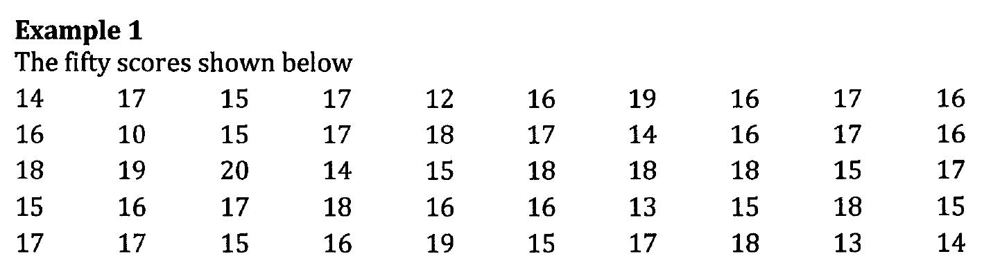 Example 1
The fifty scores shown below
14 17 15 17 12 16 19 16 17 16
16 10 15 17 18 17 14 16 17 16
18 19 20 14 15 18 18 18 15 17
15 16 17 18 16 16 13 15 18 15
17 17 15 16 19 15 17 18 13 14